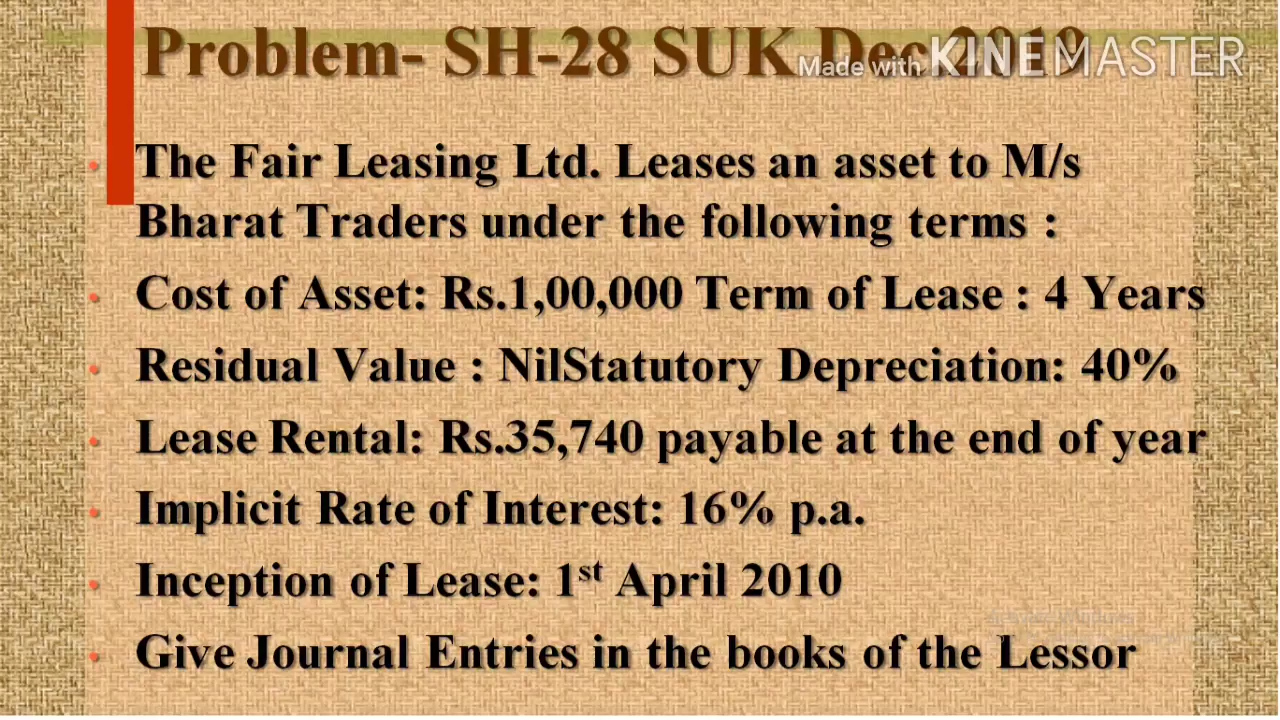 Problem- SH-28 SUK Dec 2019
Made with KINEMASTER
The Fair Leasing Ltd. Leases an asset to M/s
Bharat Traders under the following terms :
Cost of Asset: Rs.1,00,000 Term of Lease : 4 Years
Residual Value : NilStatutory Depreciation: 40%
Lease Rental: Rs.35,740 payable at the end of year
Implicit Rate of Interest: 16% p.a.
Inception of Lease: 1st April 2010
Give Journal Entries in the books of the Lessor